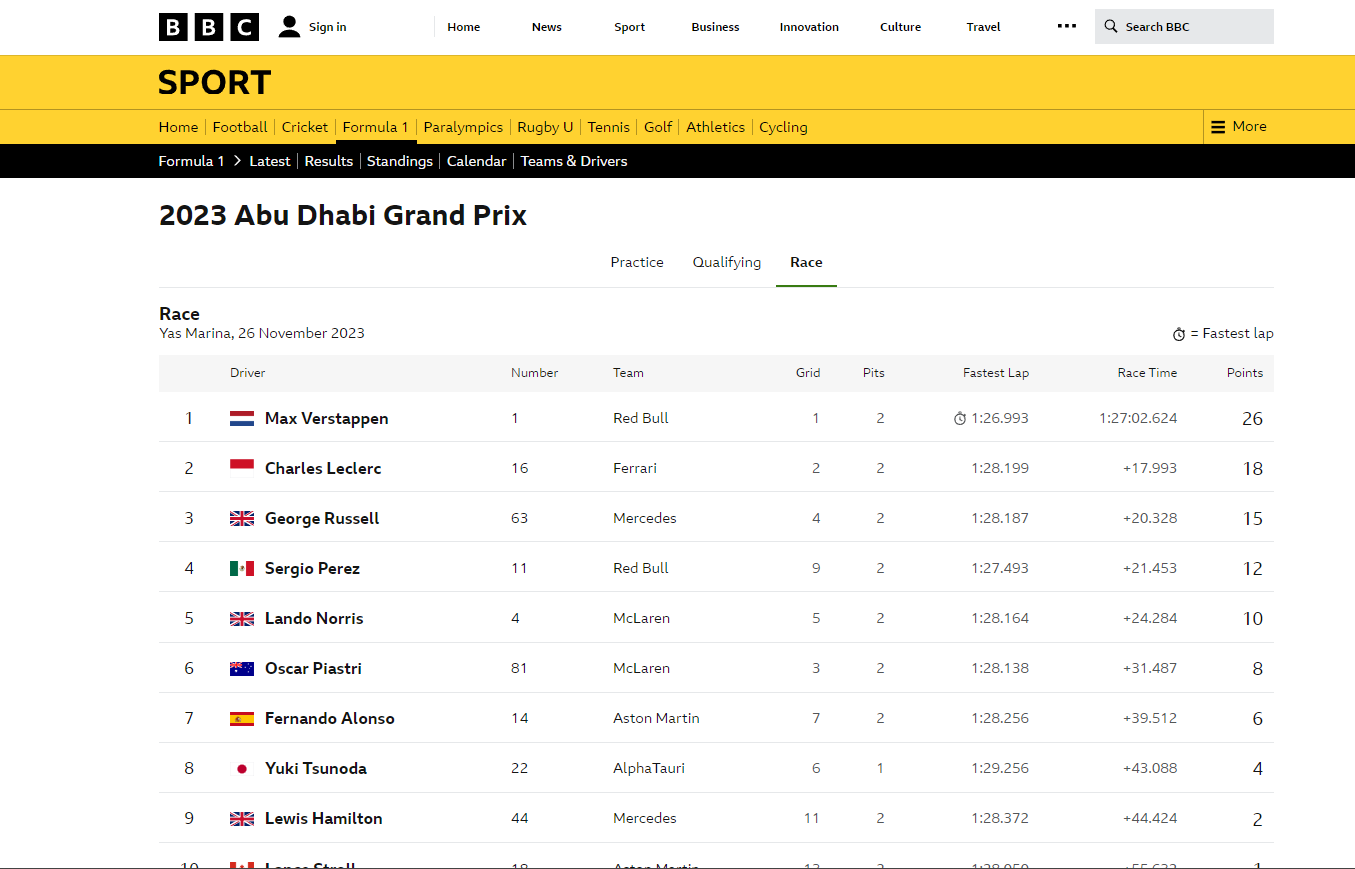 BBC Sign in Home News Sport Business Innovation Culture Travel Search BBC
SPORT
Home Football Cricket Formula 1 Paralympics Rugby U Tennis Golf Athletics Cycling More
Formula 1 Latest Results Standings Calendar Teams & Drivers
2023 Abu Dhabi Grand Prix
Practice Qualifying Race
Race
Yas Marina, 26 November 2023 = Fastest lap
Driver Number Team Grid Pits Fastest Lap Race Time Points
1 Max Verstappen 1 Red Bull 1 2 1:26.993 1:27:02.624 26
2 Charles Leclerc 16 Ferrari 2 2 1:28.199 +17.993 18
3 George Russell 63 Mercedes 4 2 1:28.187 +20.328 15
4 Sergio Perez 11 Red Bull 9 2 1:27.493 +21.453 12
5 Lando Norris 4 McLaren 5 2 1:28.164 +24.284 10
6 Oscar Piastri 81 McLaren 3 2 1:28.138 +31.487 8
7 Fernando Alonso 14 Aston Martin 7 2 1:28.256 +39.512 6
8 Yuki Tsunoda 22 AlphaTauri 6 1 1:29.256 +43.088 4
9 Lewis Hamilton 44 Mercedes 11 2 1:28.372 +44.424 2
10 Lance Stroll 18 Aston Martin